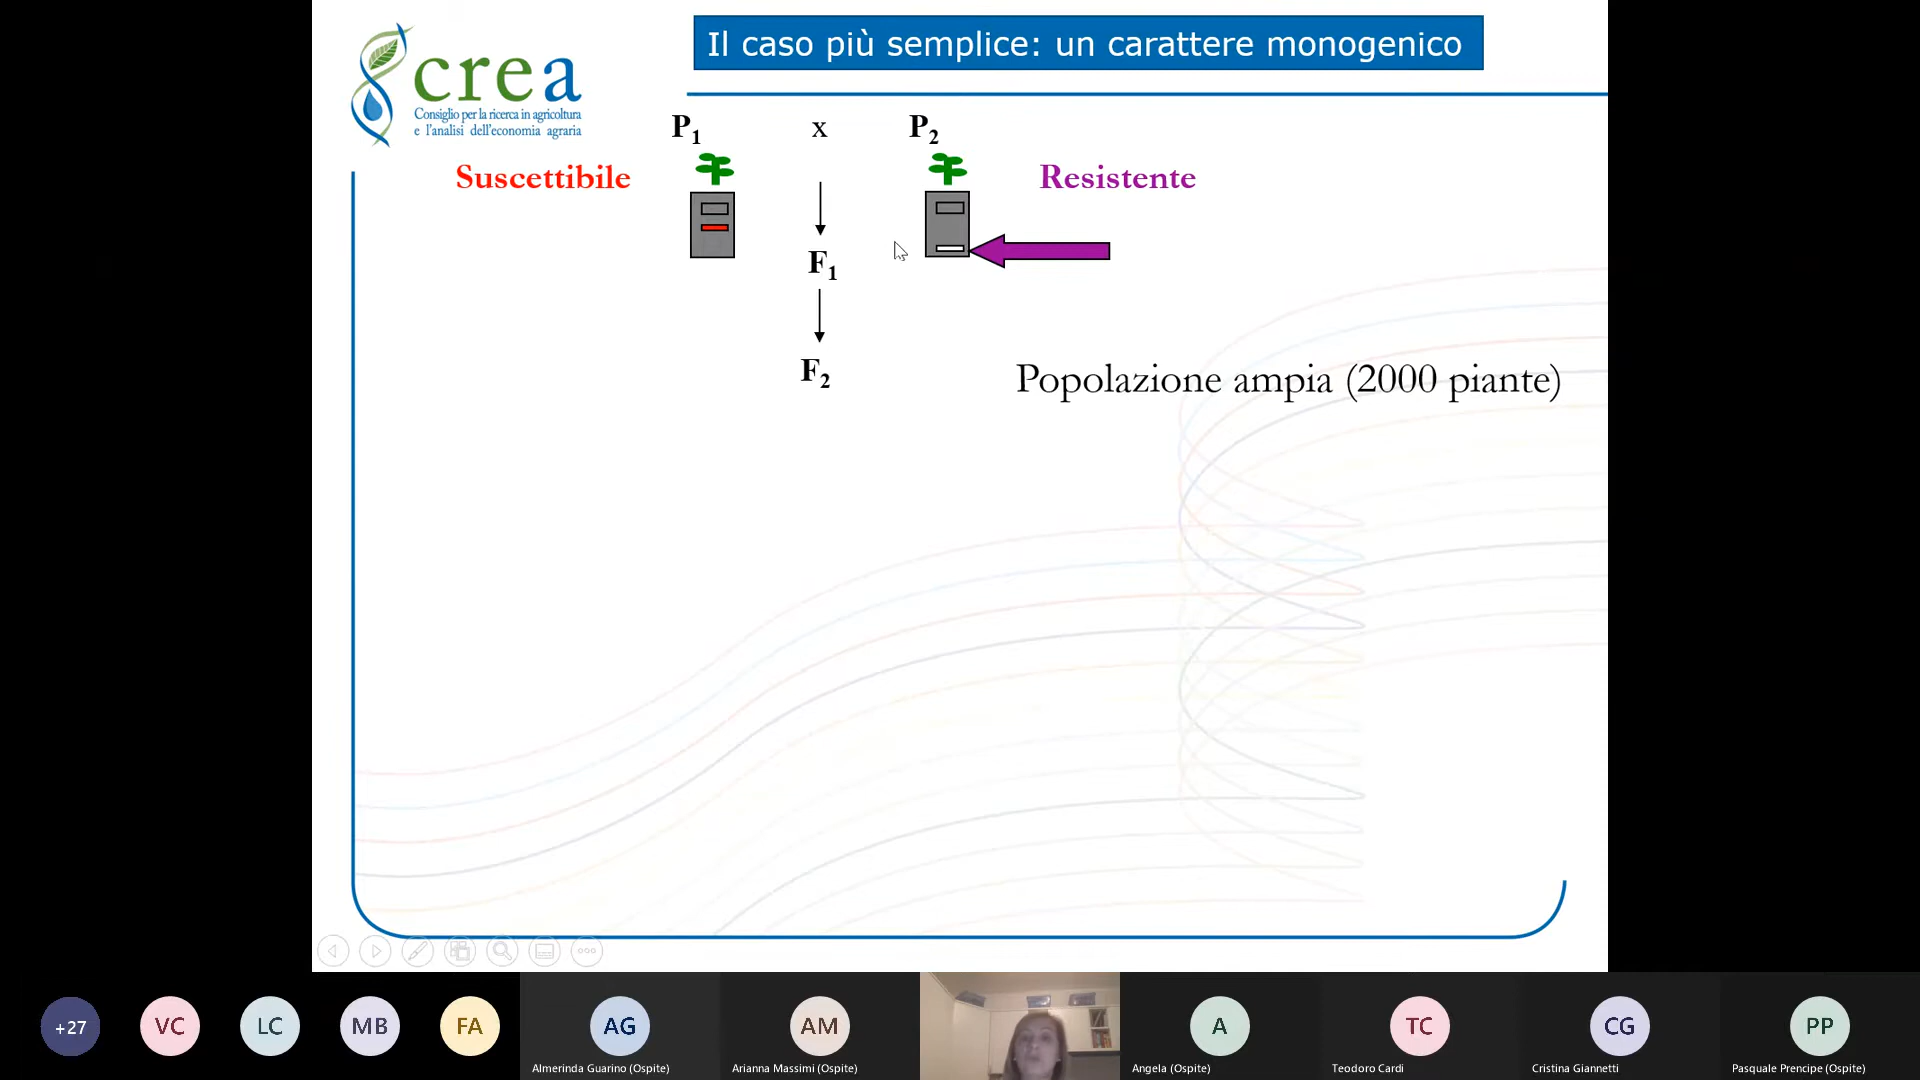 Il caso più semplice: un carattere monogenico
crea
Consiglio per la ricerca in agricoltura
e l'analisi dell'economia agraria
P1 x P2
Suscettibile Resistente
F1
F2
Popolazione ampia (2000 piante)
+27 VC LC MB FA AG AM A TC CG PP
Almerinda Guarino (Ospite) Arianna Massimi (Ospite) Angela (Ospite) Teodoro Cardi Cristina Giannetti Pasquale Prencipe (Ospite)